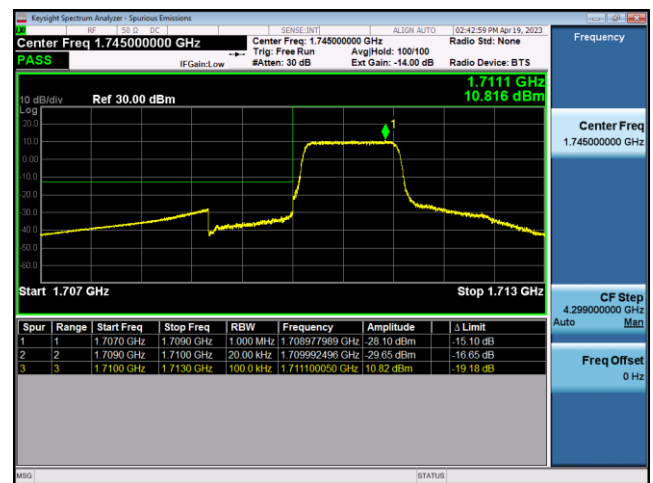 Keysight Spectrum Analyzer - Spurious Emissions
RF 50 Ω DC SENSE:INT ALIGN AUTO 02:42:59 PM Apr 19, 2023
Center Freq 1.745000000 GHz Center Freq: 1.745000000 GHz Radio Std: None
Trig: Free Run Avg|Hold: 100/100
PASS IFGain:Low #Atten: 30 dB Ext Gain: -14.00 dB Radio Device: BTS
Frequency
1.7111 GHz
10 dB/div Ref 30.00 dBm 10.816 dBm
Log
20.0
10.0
0.00
-10.0
-20.0
-30.0
-40.0
-50.0
-60.0
1
Start 1.707 GHz Stop 1.713 GHz
Center Freq
1.745000000 GHz
CF Step
4.299000000 GHz
Auto Man
Freq Offset
0 Hz
Spur Range Start Freq Stop Freq RBW Frequency Amplitude Δ Limit
1 1 1.7070 GHz 1.7090 GHz 1.000 MHz 1.708977989 GHz -28.10 dBm -15.10 dB
2 2 1.7090 GHz 1.7100 GHz 20.00 kHz 1.709992496 GHz -29.65 dBm -16.65 dB
3 3 1.7100 GHz 1.7130 GHz 100.0 kHz 1.711100050 GHz 10.82 dBm -19.18 dB
MSG STATUS